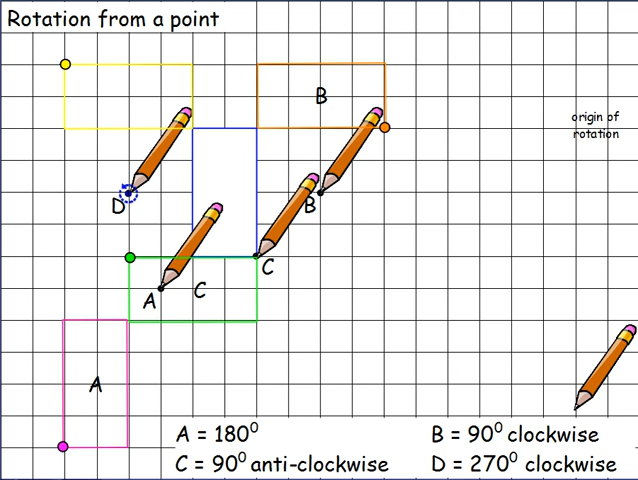 Rotation from a point
B
origin of
rotation
D
B
C
A
C
A
A = 180⁰
B = 90⁰ clockwise
C = 90⁰ anti-clockwise
D = 270⁰ clockwise